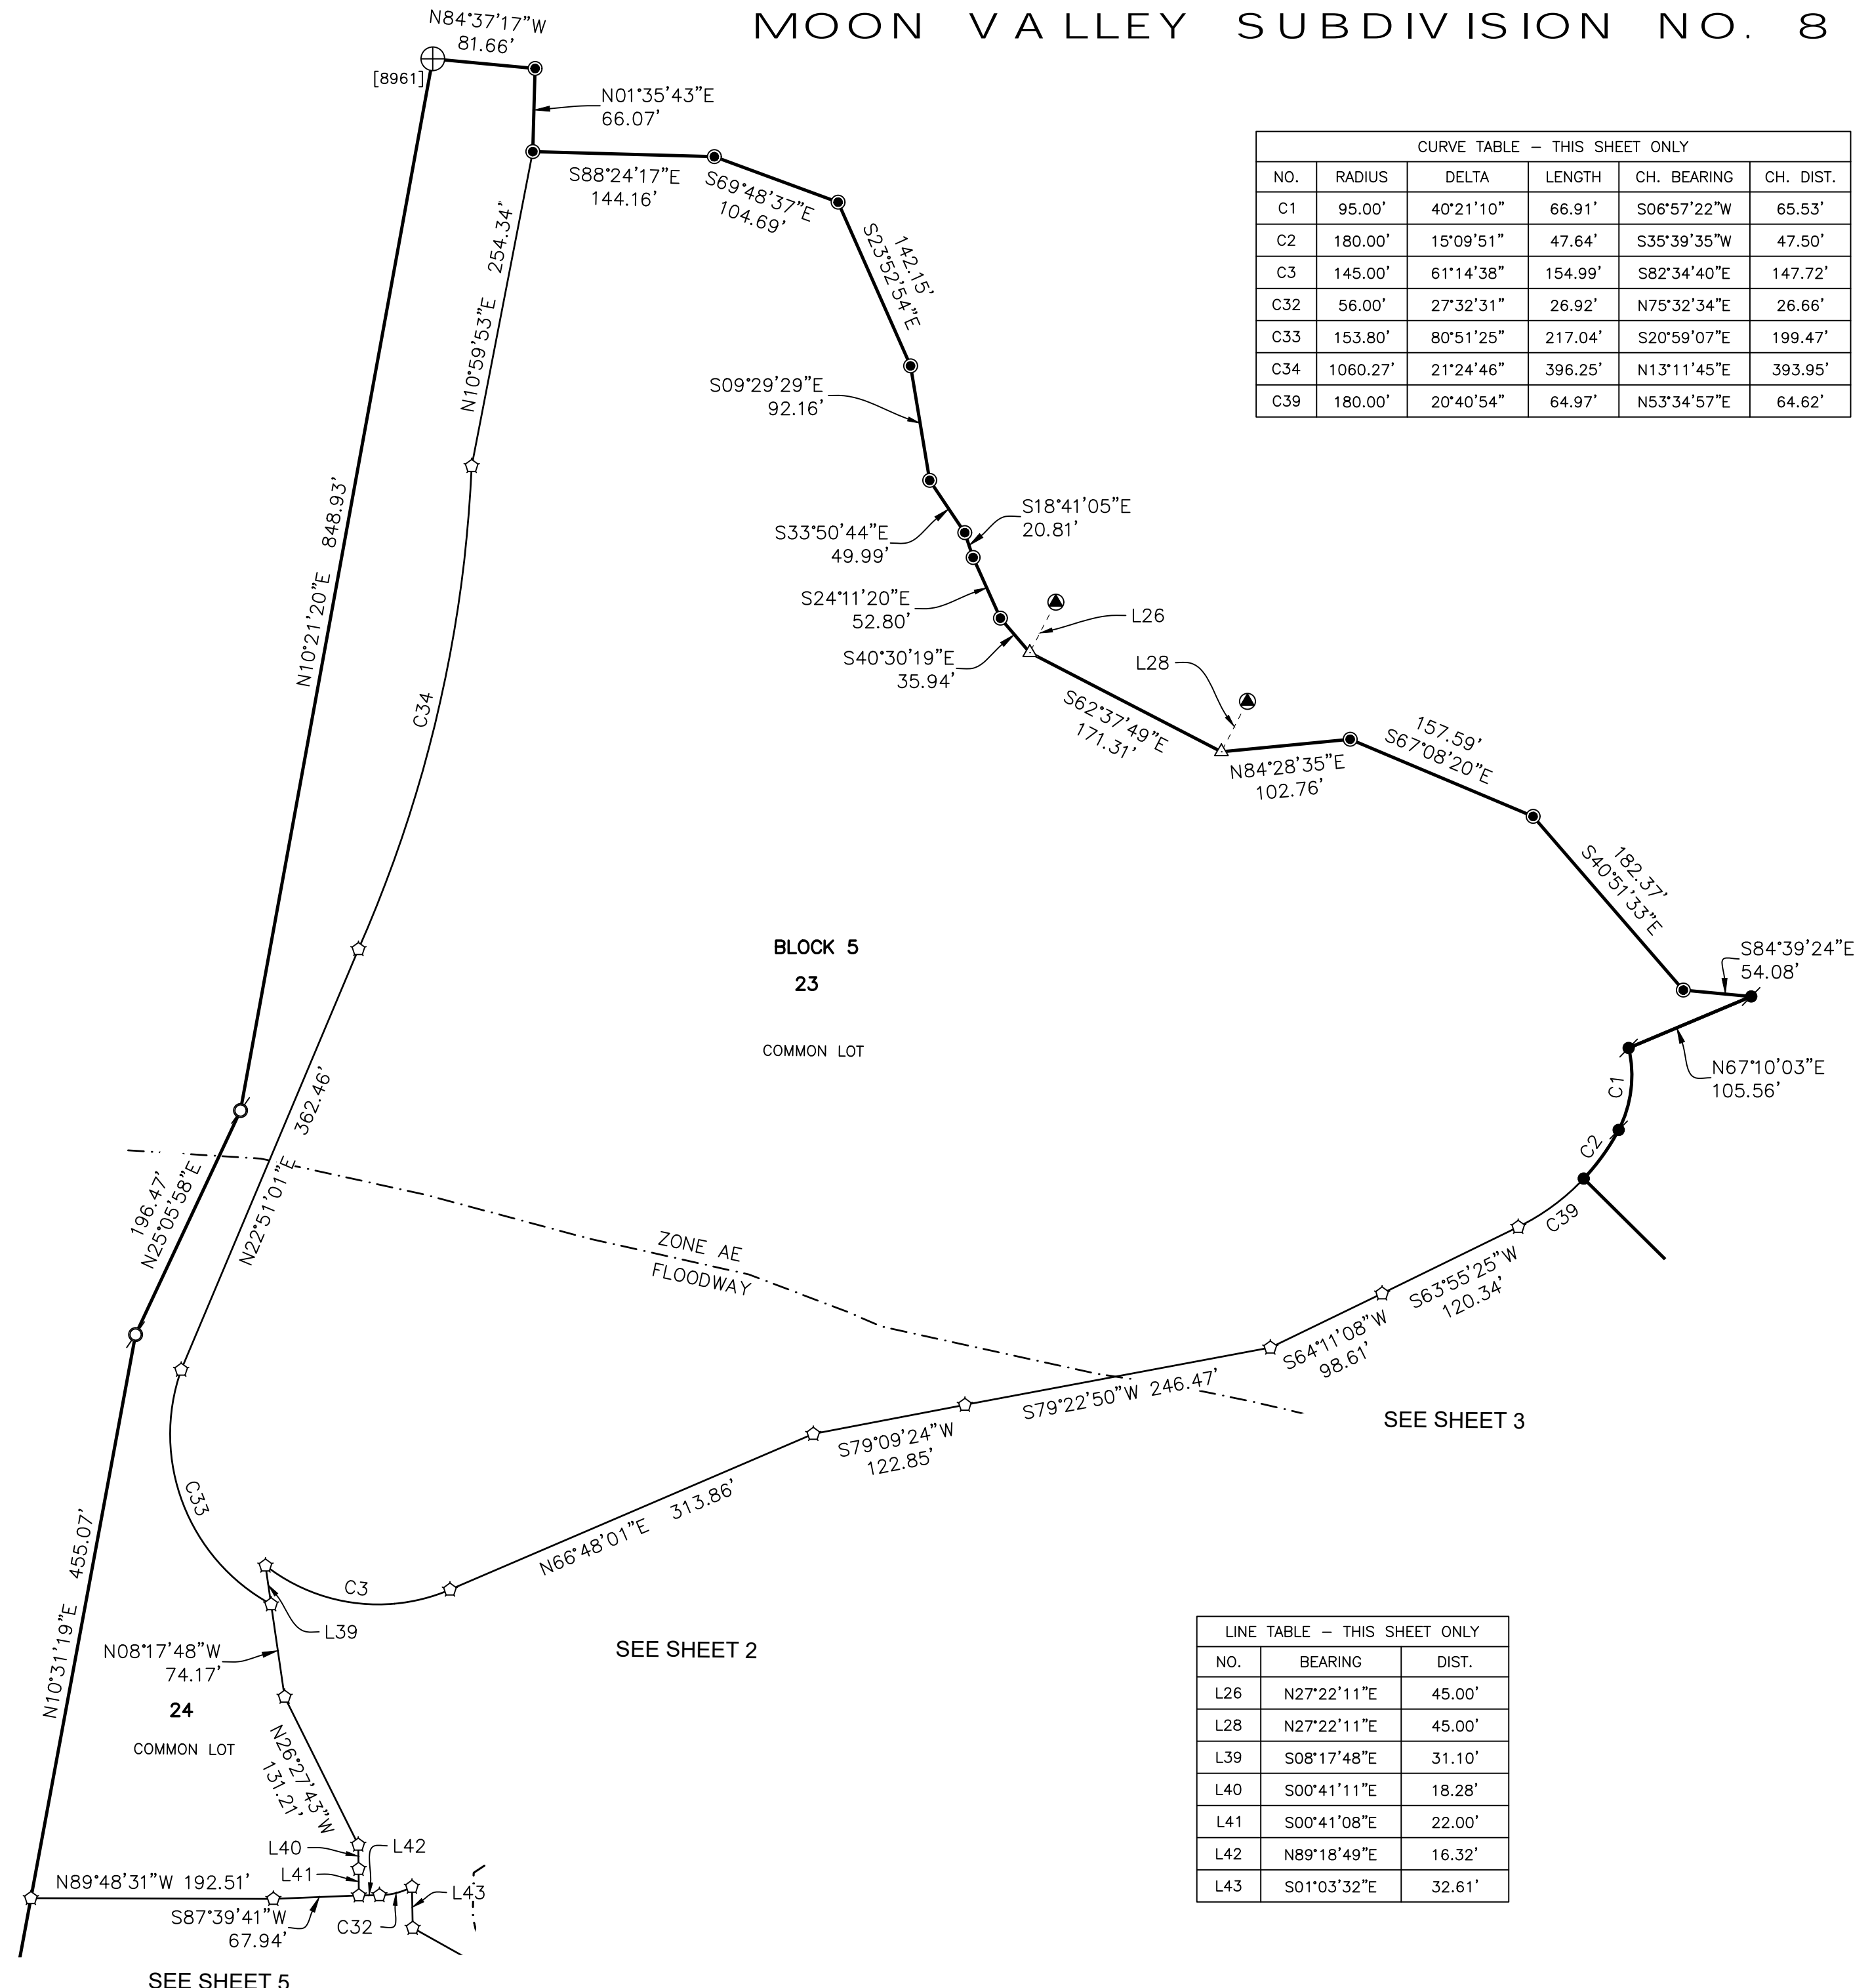 MOON VALLEY SUBDIVISION NO. 8
N84°37'17"W
81.66'
[8961]
N01°35'43"E
66.07'
S88°24'17"E
144.16'
S69°48'37"E
104.69'
142.15'
S23°52'54"E
N10°59'53"E 254.34'
S09°29'29"E
92.16'
S33°50'44"E
49.99'
S18°41'05"E
20.81'
S24°11'20"E
52.80'
S40°30'19"E
35.94'
L26
L28
S62°37'49"E
171.31'
N84°28'35"E
102.76'
157.59'
S67°08'20"E
182.37'
S40°51'33"E
S84°39'24"E
54.08'
N67°10'03"E
105.56'
C1
C2
C39
CURVE TABLE – THIS SHEET ONLY
NO. RADIUS DELTA LENGTH CH. BEARING CH. DIST.
C1 95.00' 40°21'10" 66.91' S06°57'22"W 65.53'
C2 180.00' 15°09'51" 47.64' S35°39'35"W 47.50'
C3 145.00' 61°14'38" 154.99' S82°34'40"E 147.72'
C32 56.00' 27°32'31" 26.92' N75°32'34"E 26.66'
C33 153.80' 80°51'25" 217.04' S20°59'07"E 199.47'
C34 1060.27' 21°24'46" 396.25' N13°11'45"E 393.95'
C39 180.00' 20°40'54" 64.97' N53°34'57"E 64.62'
N10°21'20"E 848.93'
C34
BLOCK 5
23
COMMON LOT
196.47'
N25°05'58"E
N22°51'01"E 362.46'
ZONE AE
FLOODWAY
S63°55'25"W
120.34'
S64°11'08"W
98.61'
S79°22'50"W 246.47'
S79°09'24"W
122.85'
SEE SHEET 3
N66°48'01"E 313.86'
C33
C3
L39
SEE SHEET 2
N10°31'19"E 455.07'
N08°17'48"W
74.17'
24
COMMON LOT
N26°27'43"W
131.21'
L40
L42
L41
L43
N89°48'31"W 192.51'
S87°39'41"W
67.94'
C32
SEE SHEET 5
LINE TABLE – THIS SHEET ONLY
NO. BEARING DIST.
L26 N27°22'11"E 45.00'
L28 N27°22'11"E 45.00'
L39 S08°17'48"E 31.10'
L40 S00°41'11"E 18.28'
L41 S00°41'08"E 22.00'
L42 N89°18'49"E 16.32'
L43 S01°03'32"E 32.61'